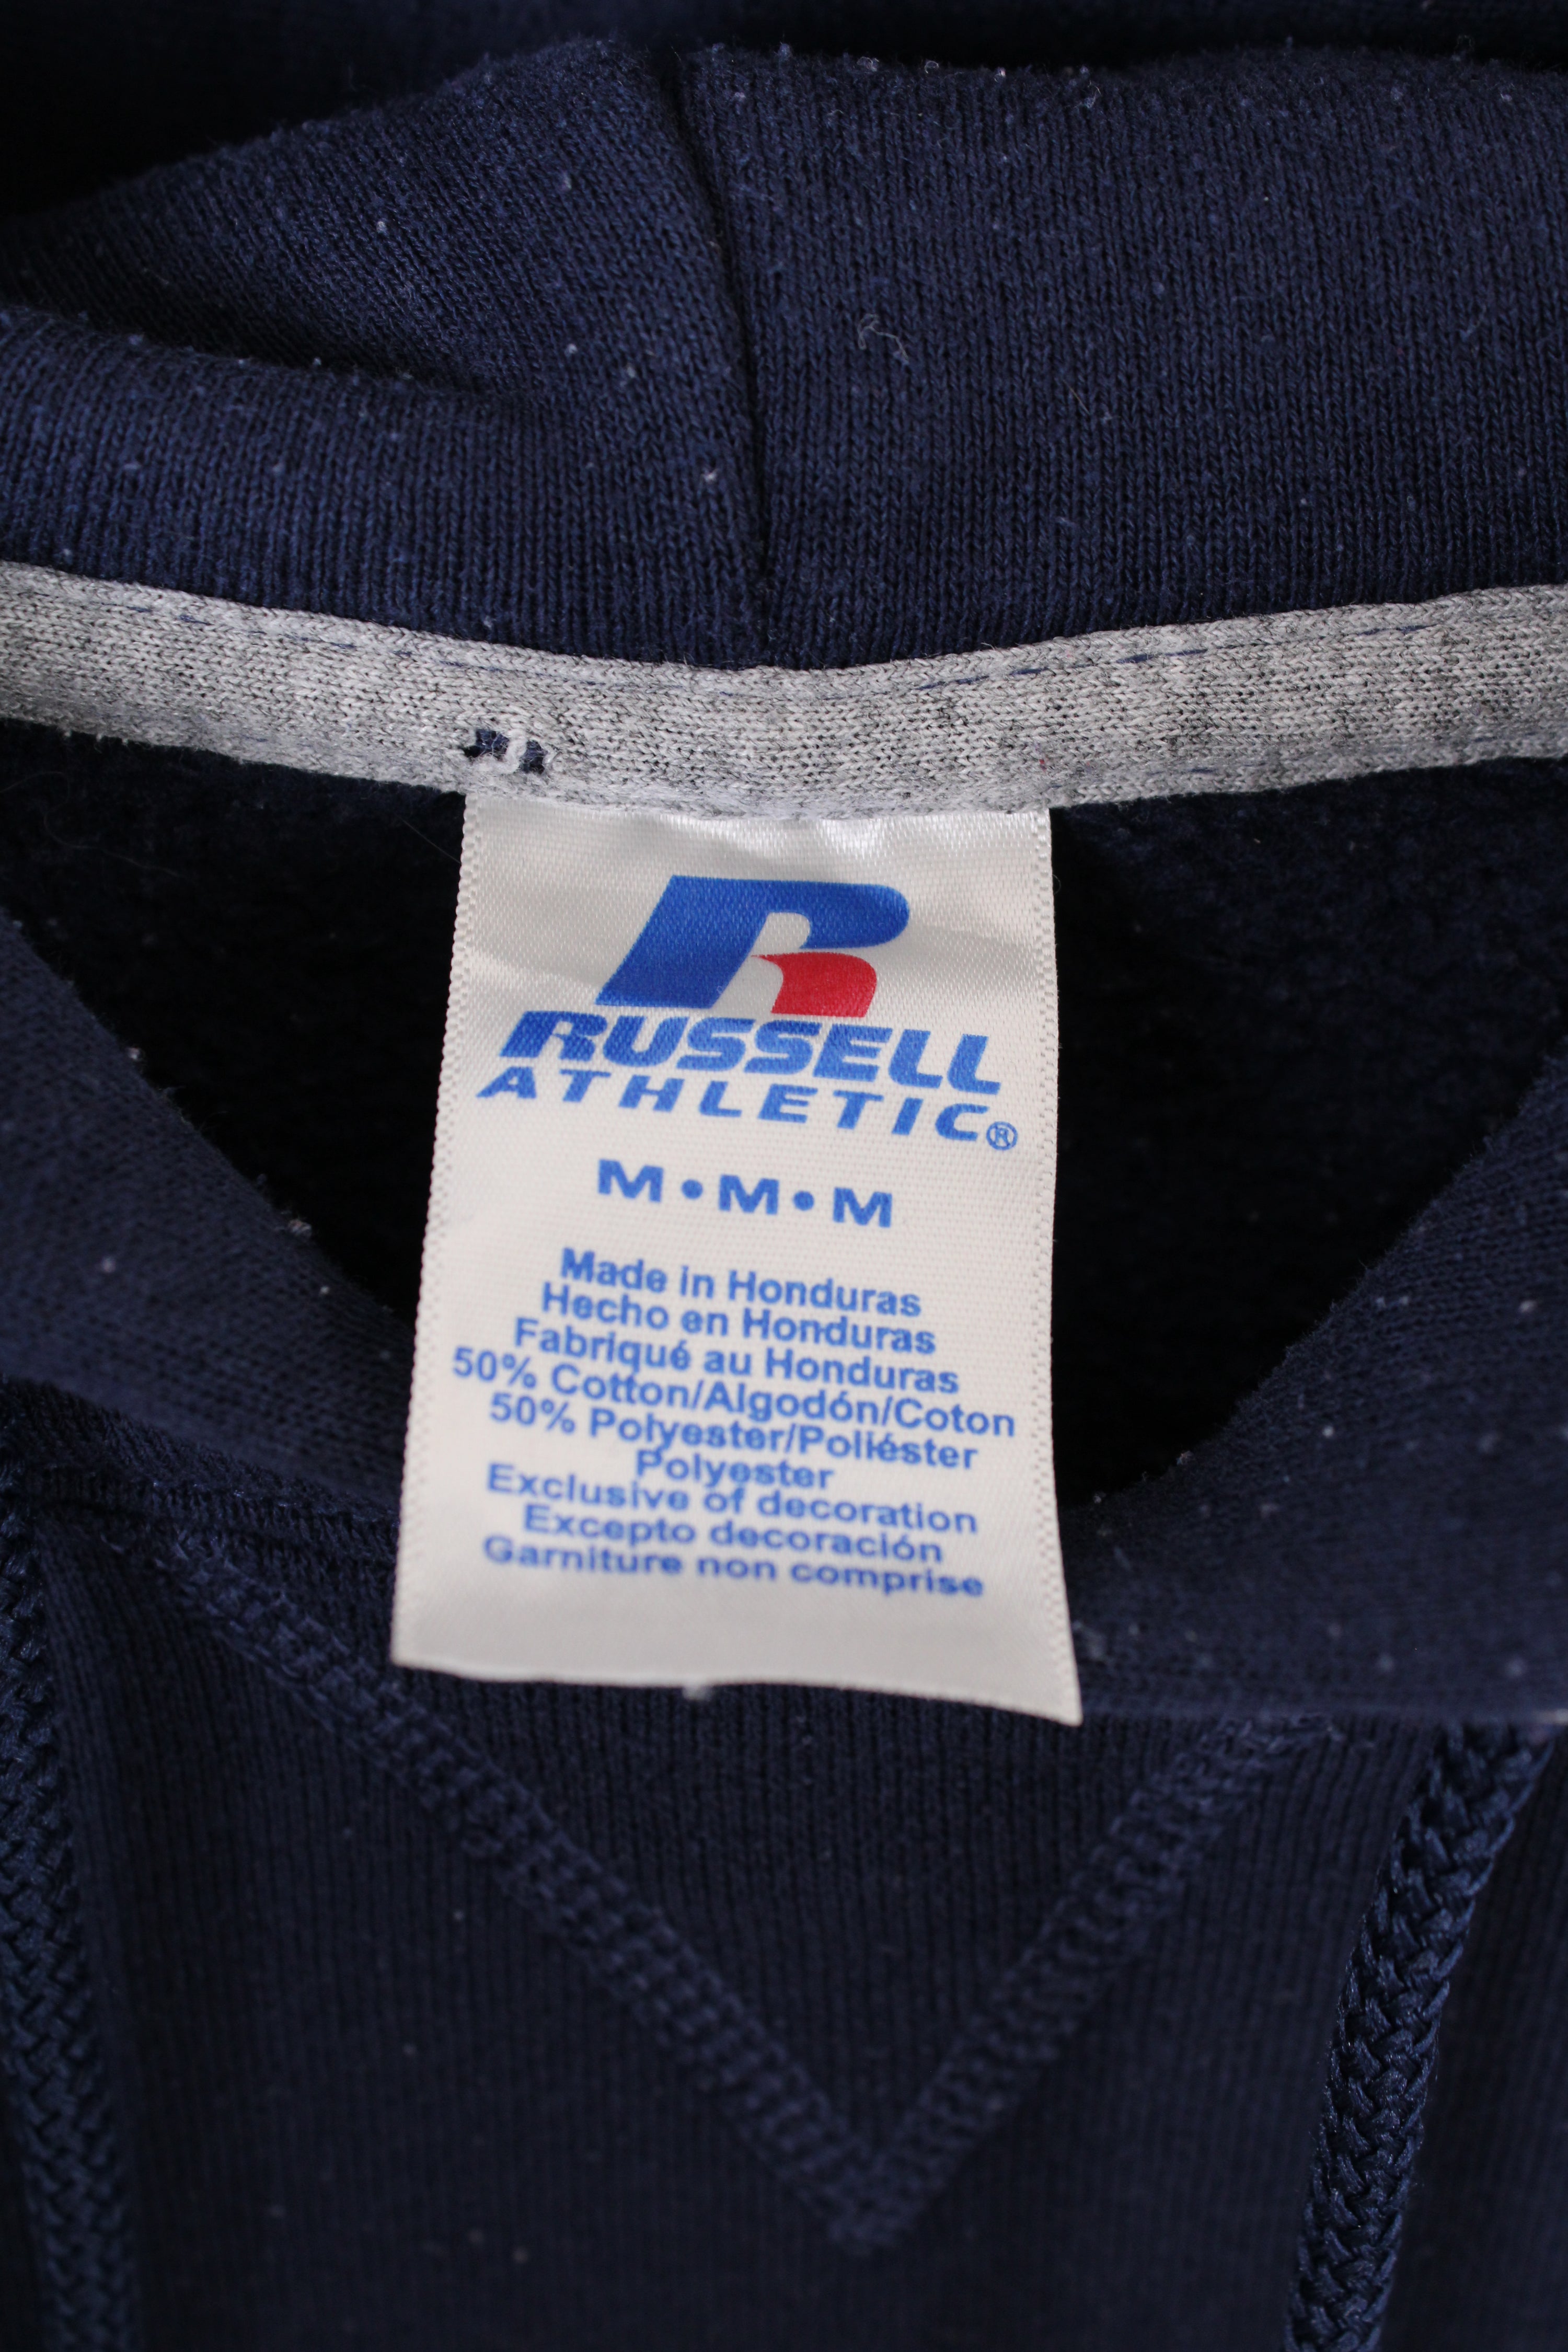 R
RUSSELL
ATHLETIC®
M•M•M
Made in Honduras
Hecho en Honduras
Fabriqué au Honduras
50% Cotton/Algodón/Coton
50% Polyester/Poliéster
Polyester
Exclusive of decoration
Excepto decoración
Garniture non comprise